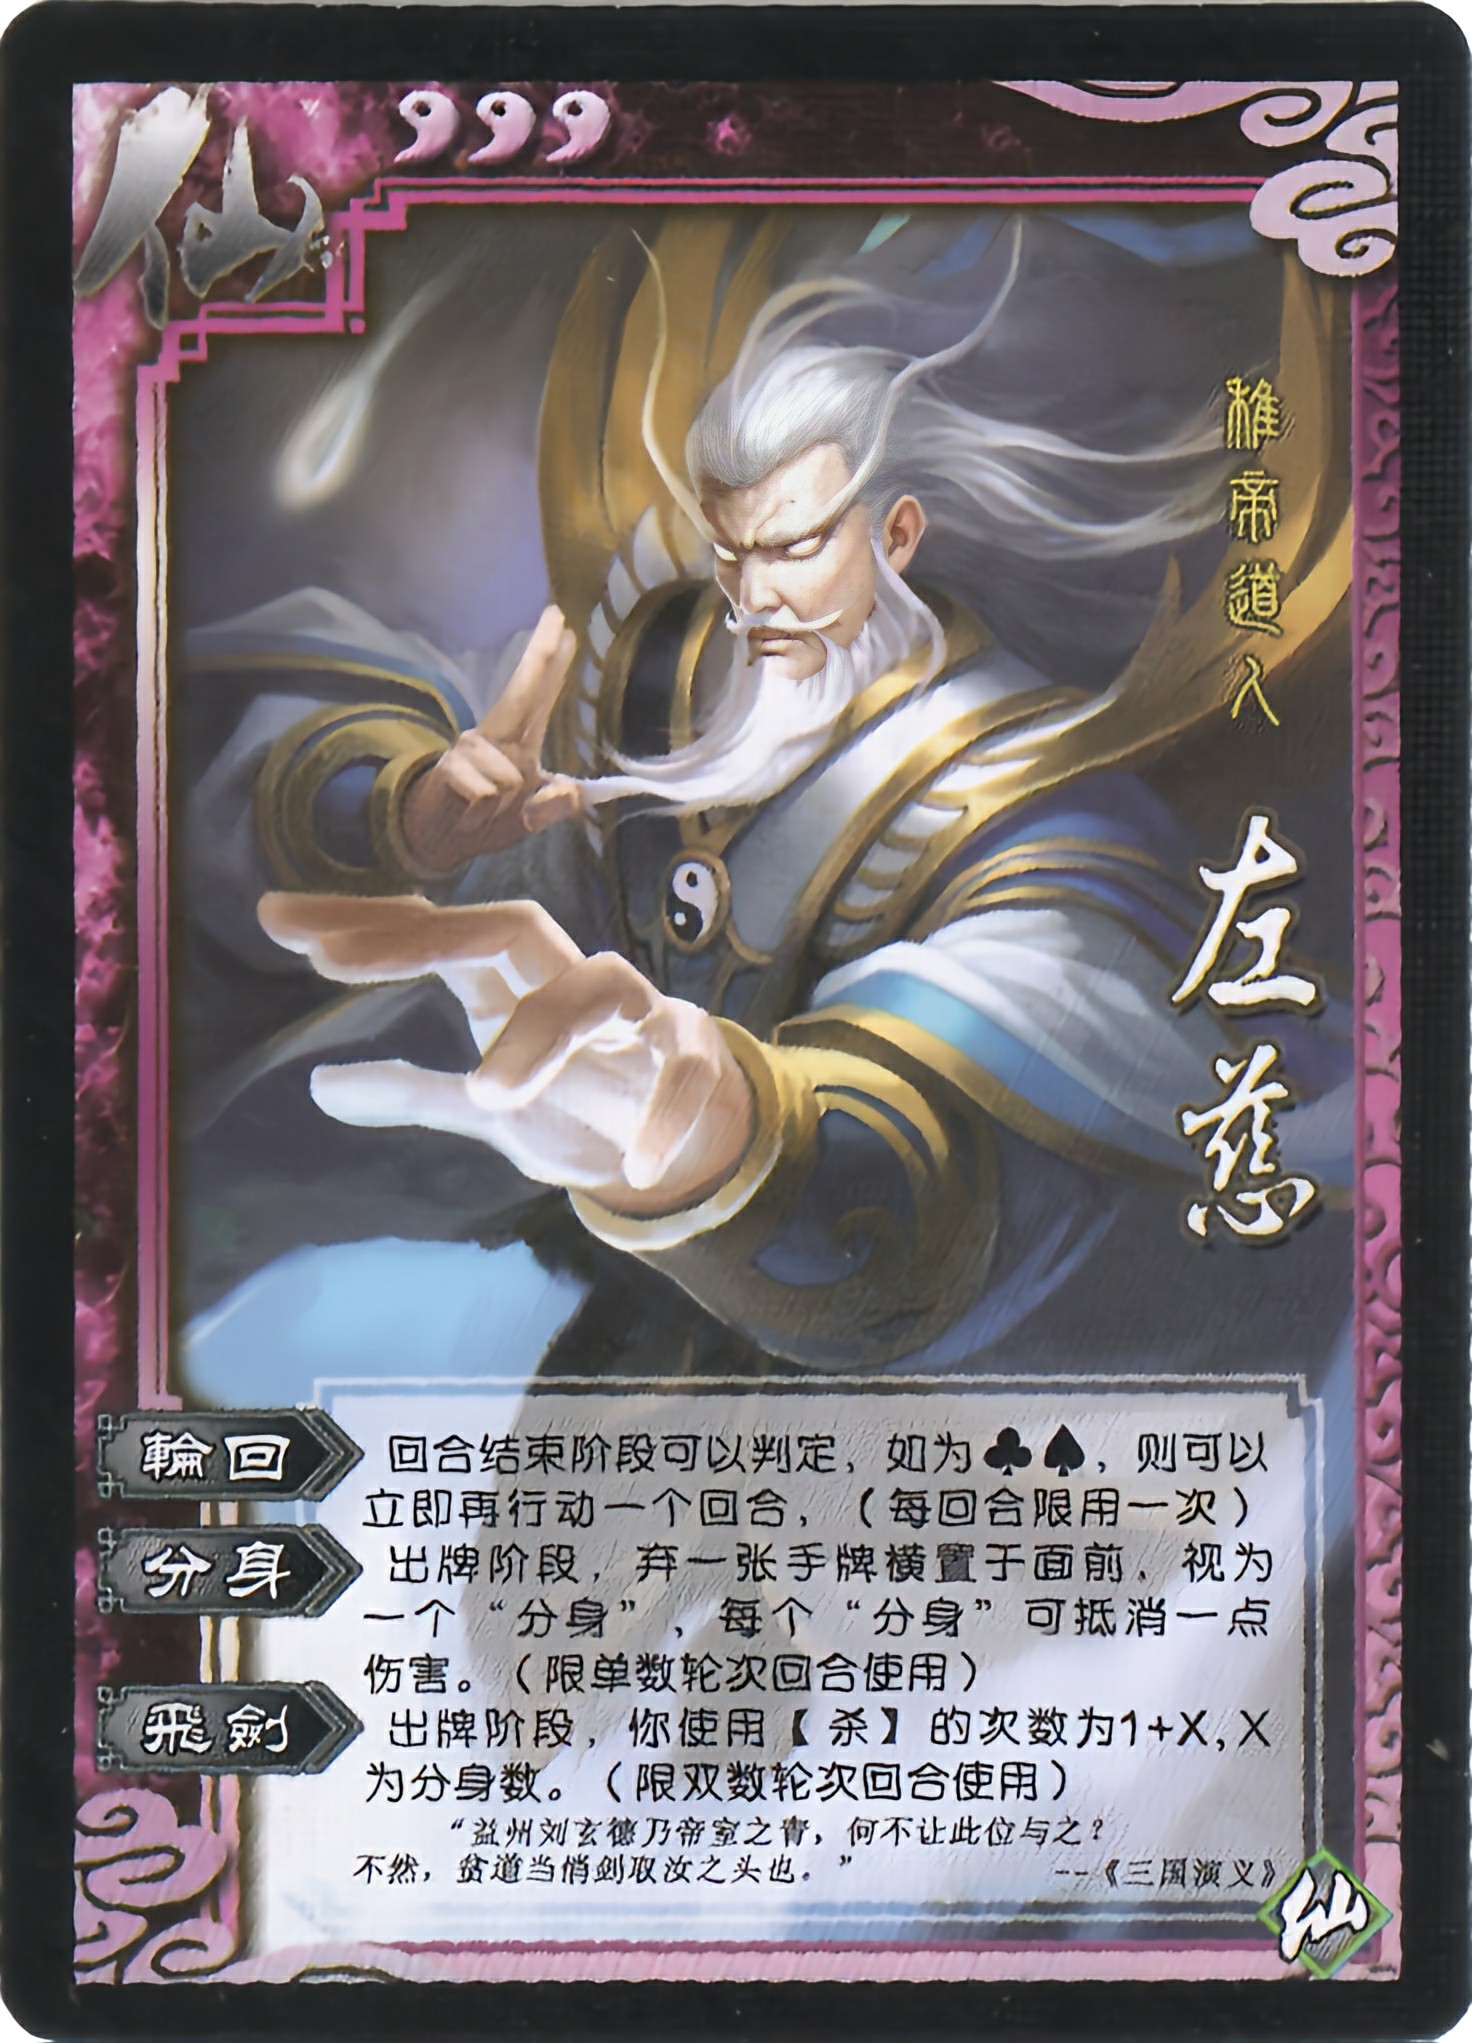 仙
稚帝道人
左慈
輪回
回合结束阶段可以判定，如为♣♠，则可以
立即再行动一个回合，（每回合限用一次）
分身
出牌阶段，弃一张手牌横置于面前，视为
一个“分身”，每个“分身”可抵消一点
伤害。（限单数轮次回合使用）
飛劍
出牌阶段，你使用【杀】的次数为1+X,X
为分身数。（限双数轮次回合使用）
“益州刘玄德乃帝室之胄，何不让此位与之？
不然，贫道当悄剑取汝之头也。”
--《三国演义》
仙